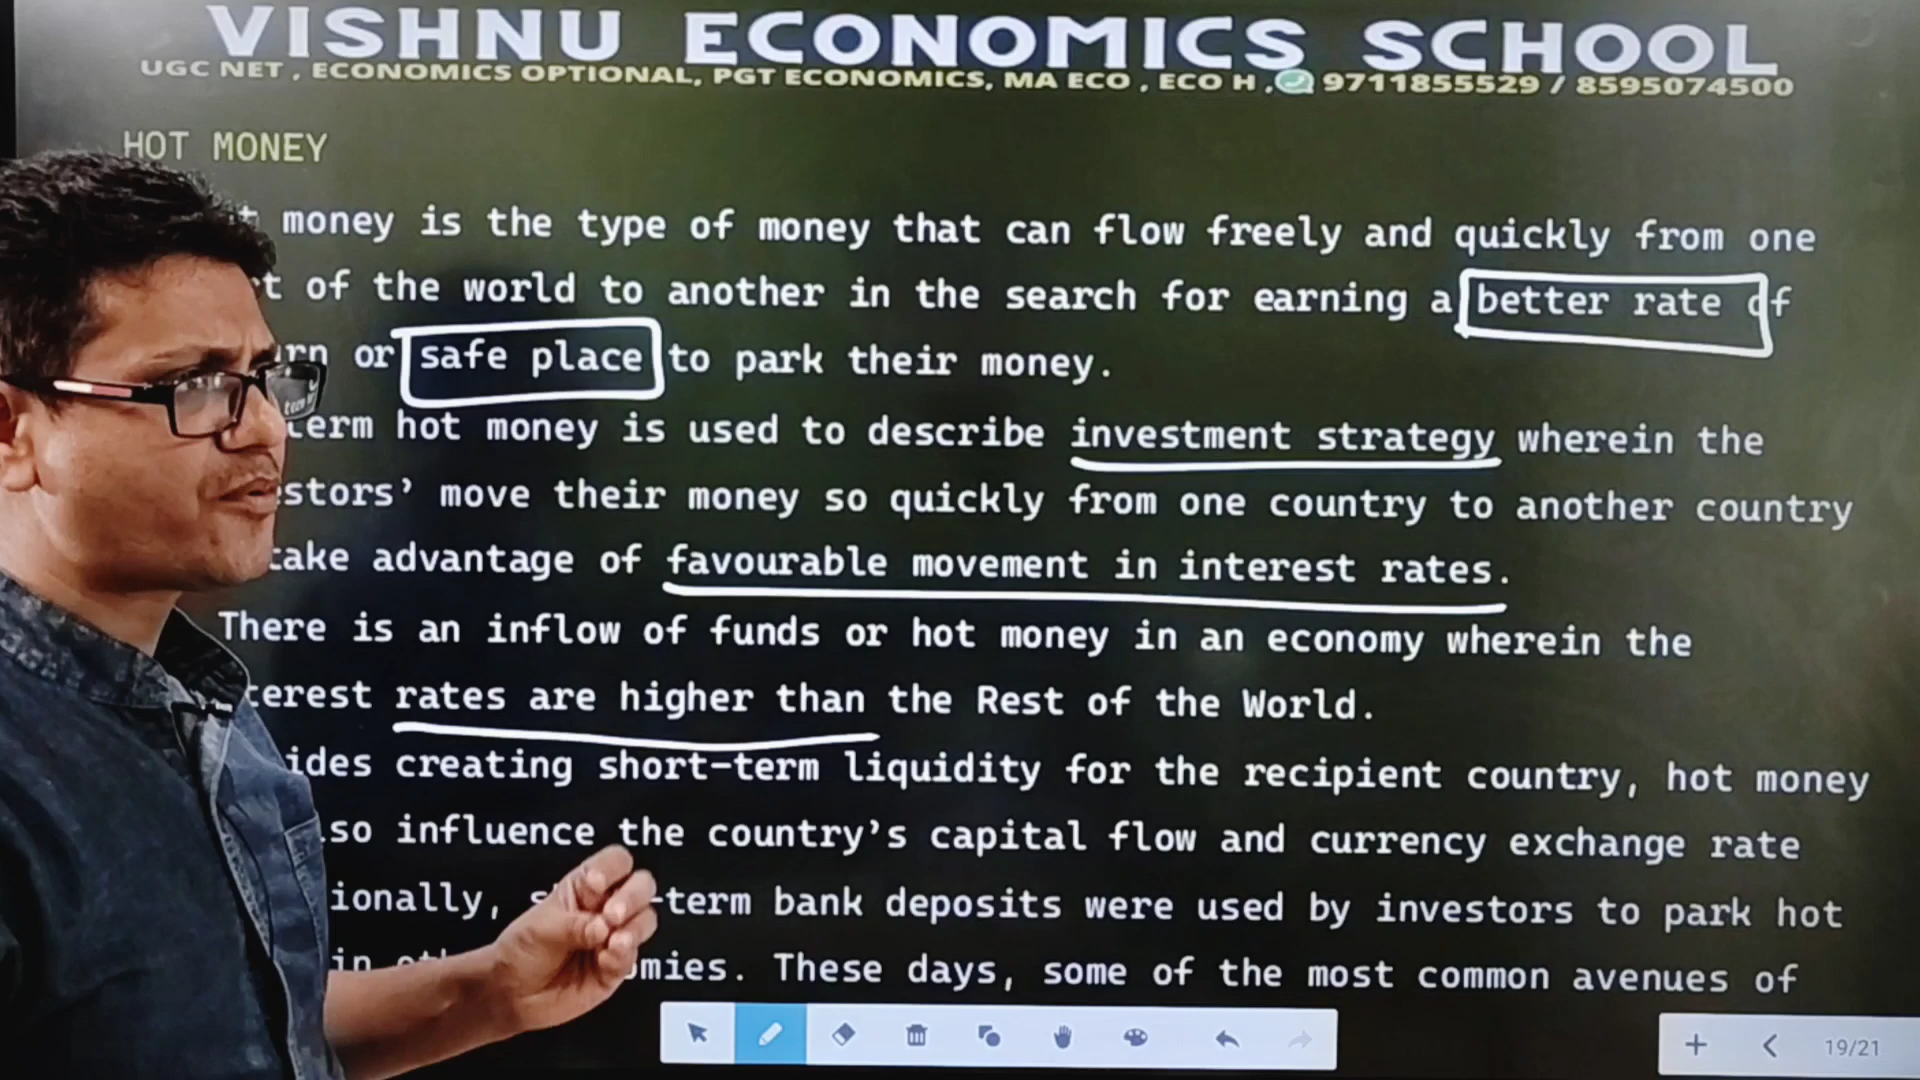 VISHNU ECONOMICS SCHOOL
UGC NET , ECONOMICS OPTIONAL, PGT ECONOMICS, MA ECO , ECO H , 9711855529 / 8595074500
HOT MONEY
money is the type of money that can flow freely and quickly from one
of the world to another in the search for earning a better rate of
or safe place to park their money.
term hot money is used to describe investment strategy wherein the
move their money so quickly from one country to another country
take advantage of favourable movement in interest rates.
There is an inflow of funds or hot money in an economy wherein the
rates are higher than the Rest of the World.
creating short-term liquidity for the recipient country, hot money
influence the country's capital flow and currency exchange rate
-term bank deposits were used by investors to park hot
in These days, some of the most common avenues of
19/21